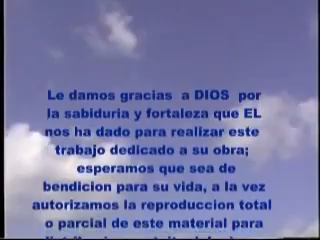 Le damos gracias a DIOS por
la sabiduria y fortaleza que EL
nos ha dado para realizar este
trabajo dedicado a su obra;
esperamos que sea de
bendicion para su vida, a la vez
autorizamos la reproduccion total
o parcial de este material para